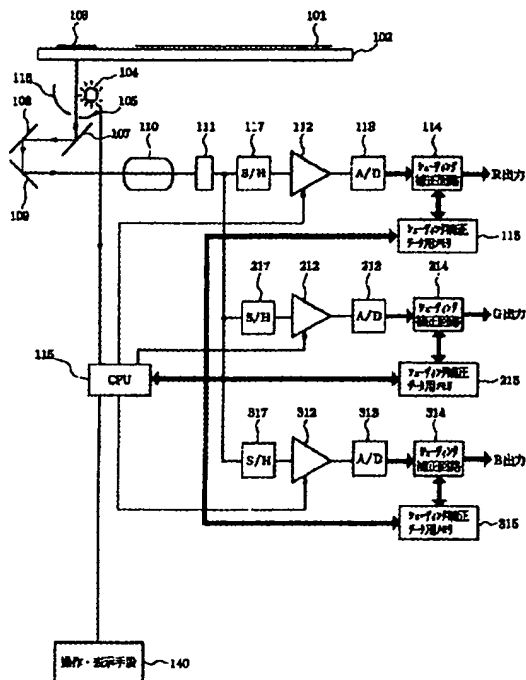 103
101
102
118
104
105
108
107
109
110
111
117
112
113
114
S/H
A/D
シェーディング
補正回路
R出力
シェーディング補正
データ用メモリ
115
217
212
213
214
S/H
A/D
シェーディング
補正回路
G出力
116
CPU
シェーディング補正
データ用メモリ
215
317
312
313
314
S/H
A/D
シェーディング
補正回路
B出力
シェーディング補正
データ用メモリ
315
操作・表示手段
140